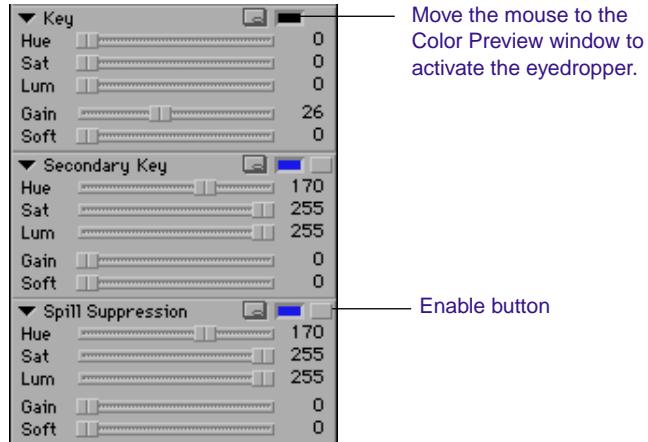 Key
Hue 0
Sat 0
Lum 0
Gain 26
Soft 0
Secondary Key
Hue 170
Sat 255
Lum 255
Gain 0
Soft 0
Spill Suppression
Hue 170
Sat 255
Lum 255
Gain 0
Soft 0
Move the mouse to the
Color Preview window to
activate the eyedropper.
Enable button